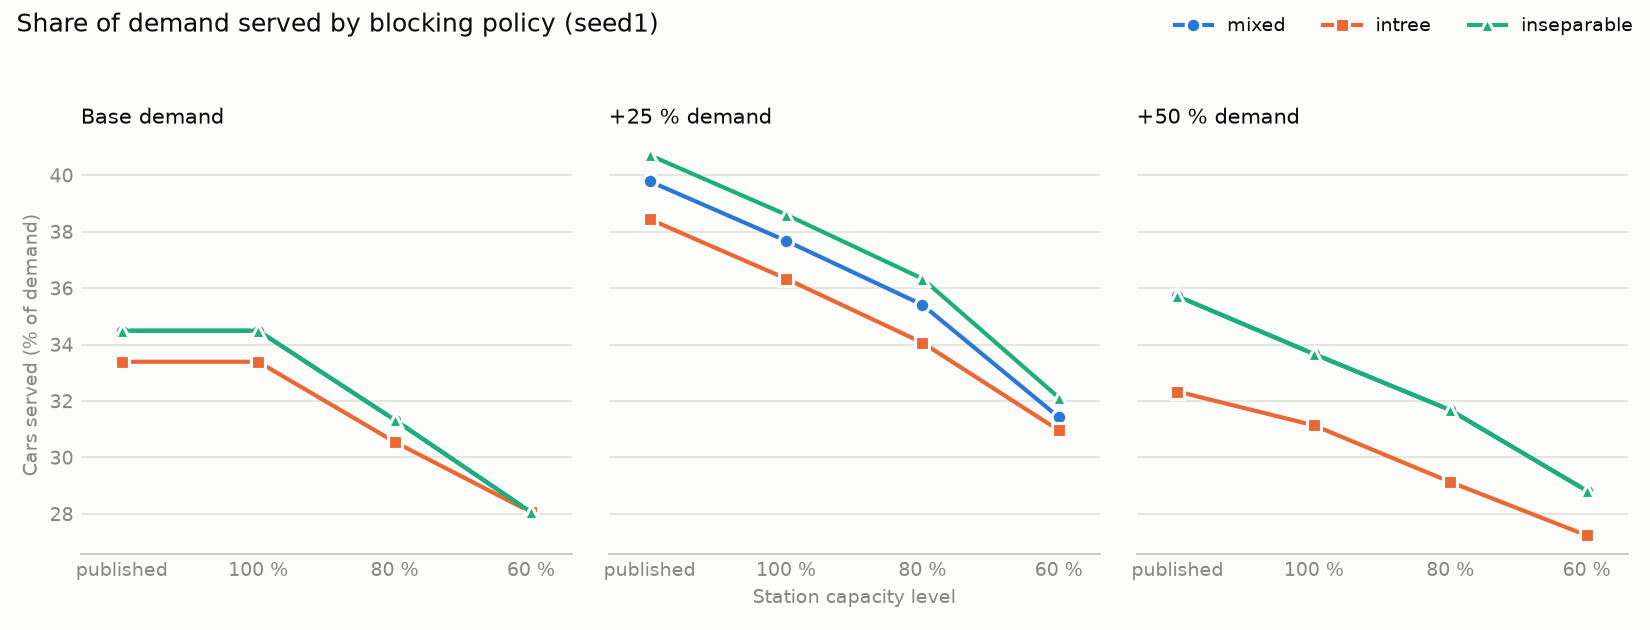 Share of demand served by blocking policy (seed1)
mixed
intree
inseparable
Base demand
+25 % demand
+50 % demand
Cars served (% of demand)
40
38
36
34
32
30
28
published 100 % 80 % 60 %
published 100 % 80 % 60 %
published 100 % 80 % 60 %
Station capacity level